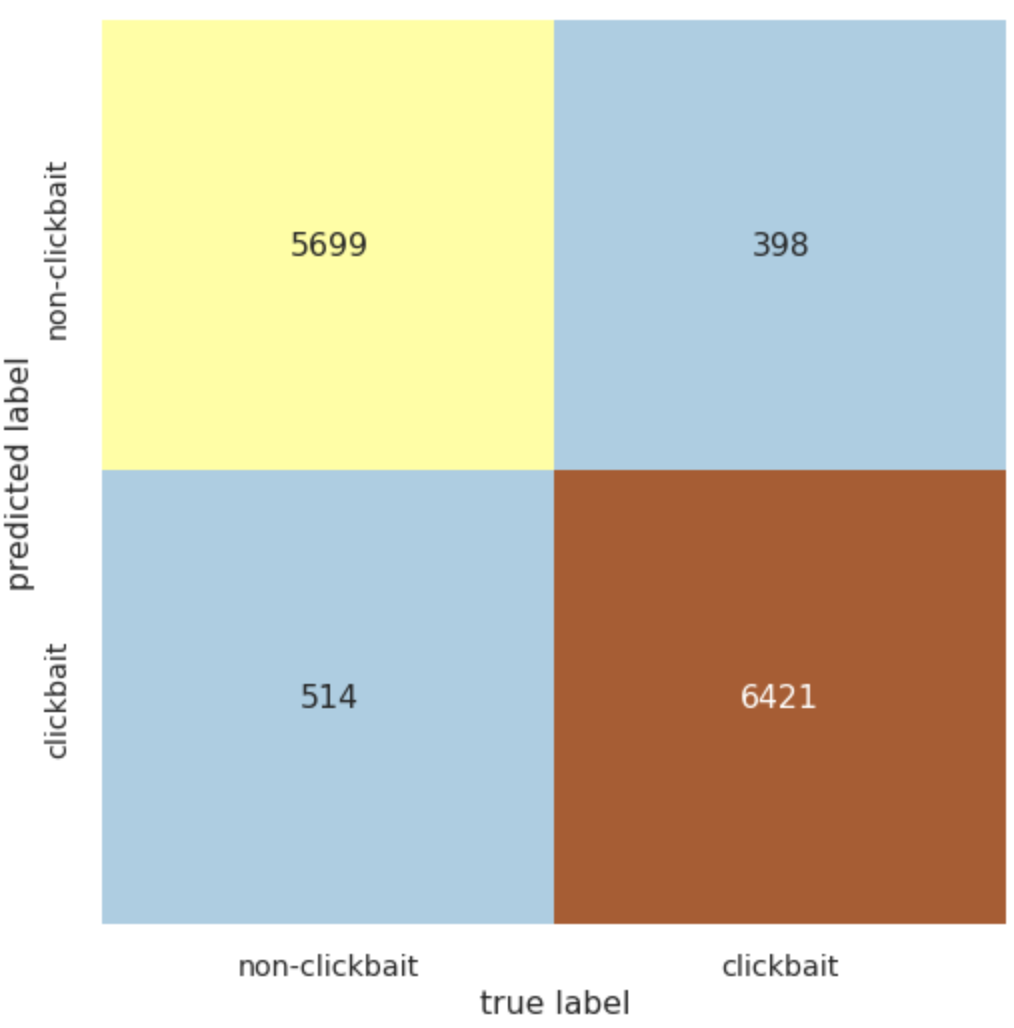 predicted label
non-clickbait
5699 398
clickbait
514 6421
non-clickbait clickbait
true label